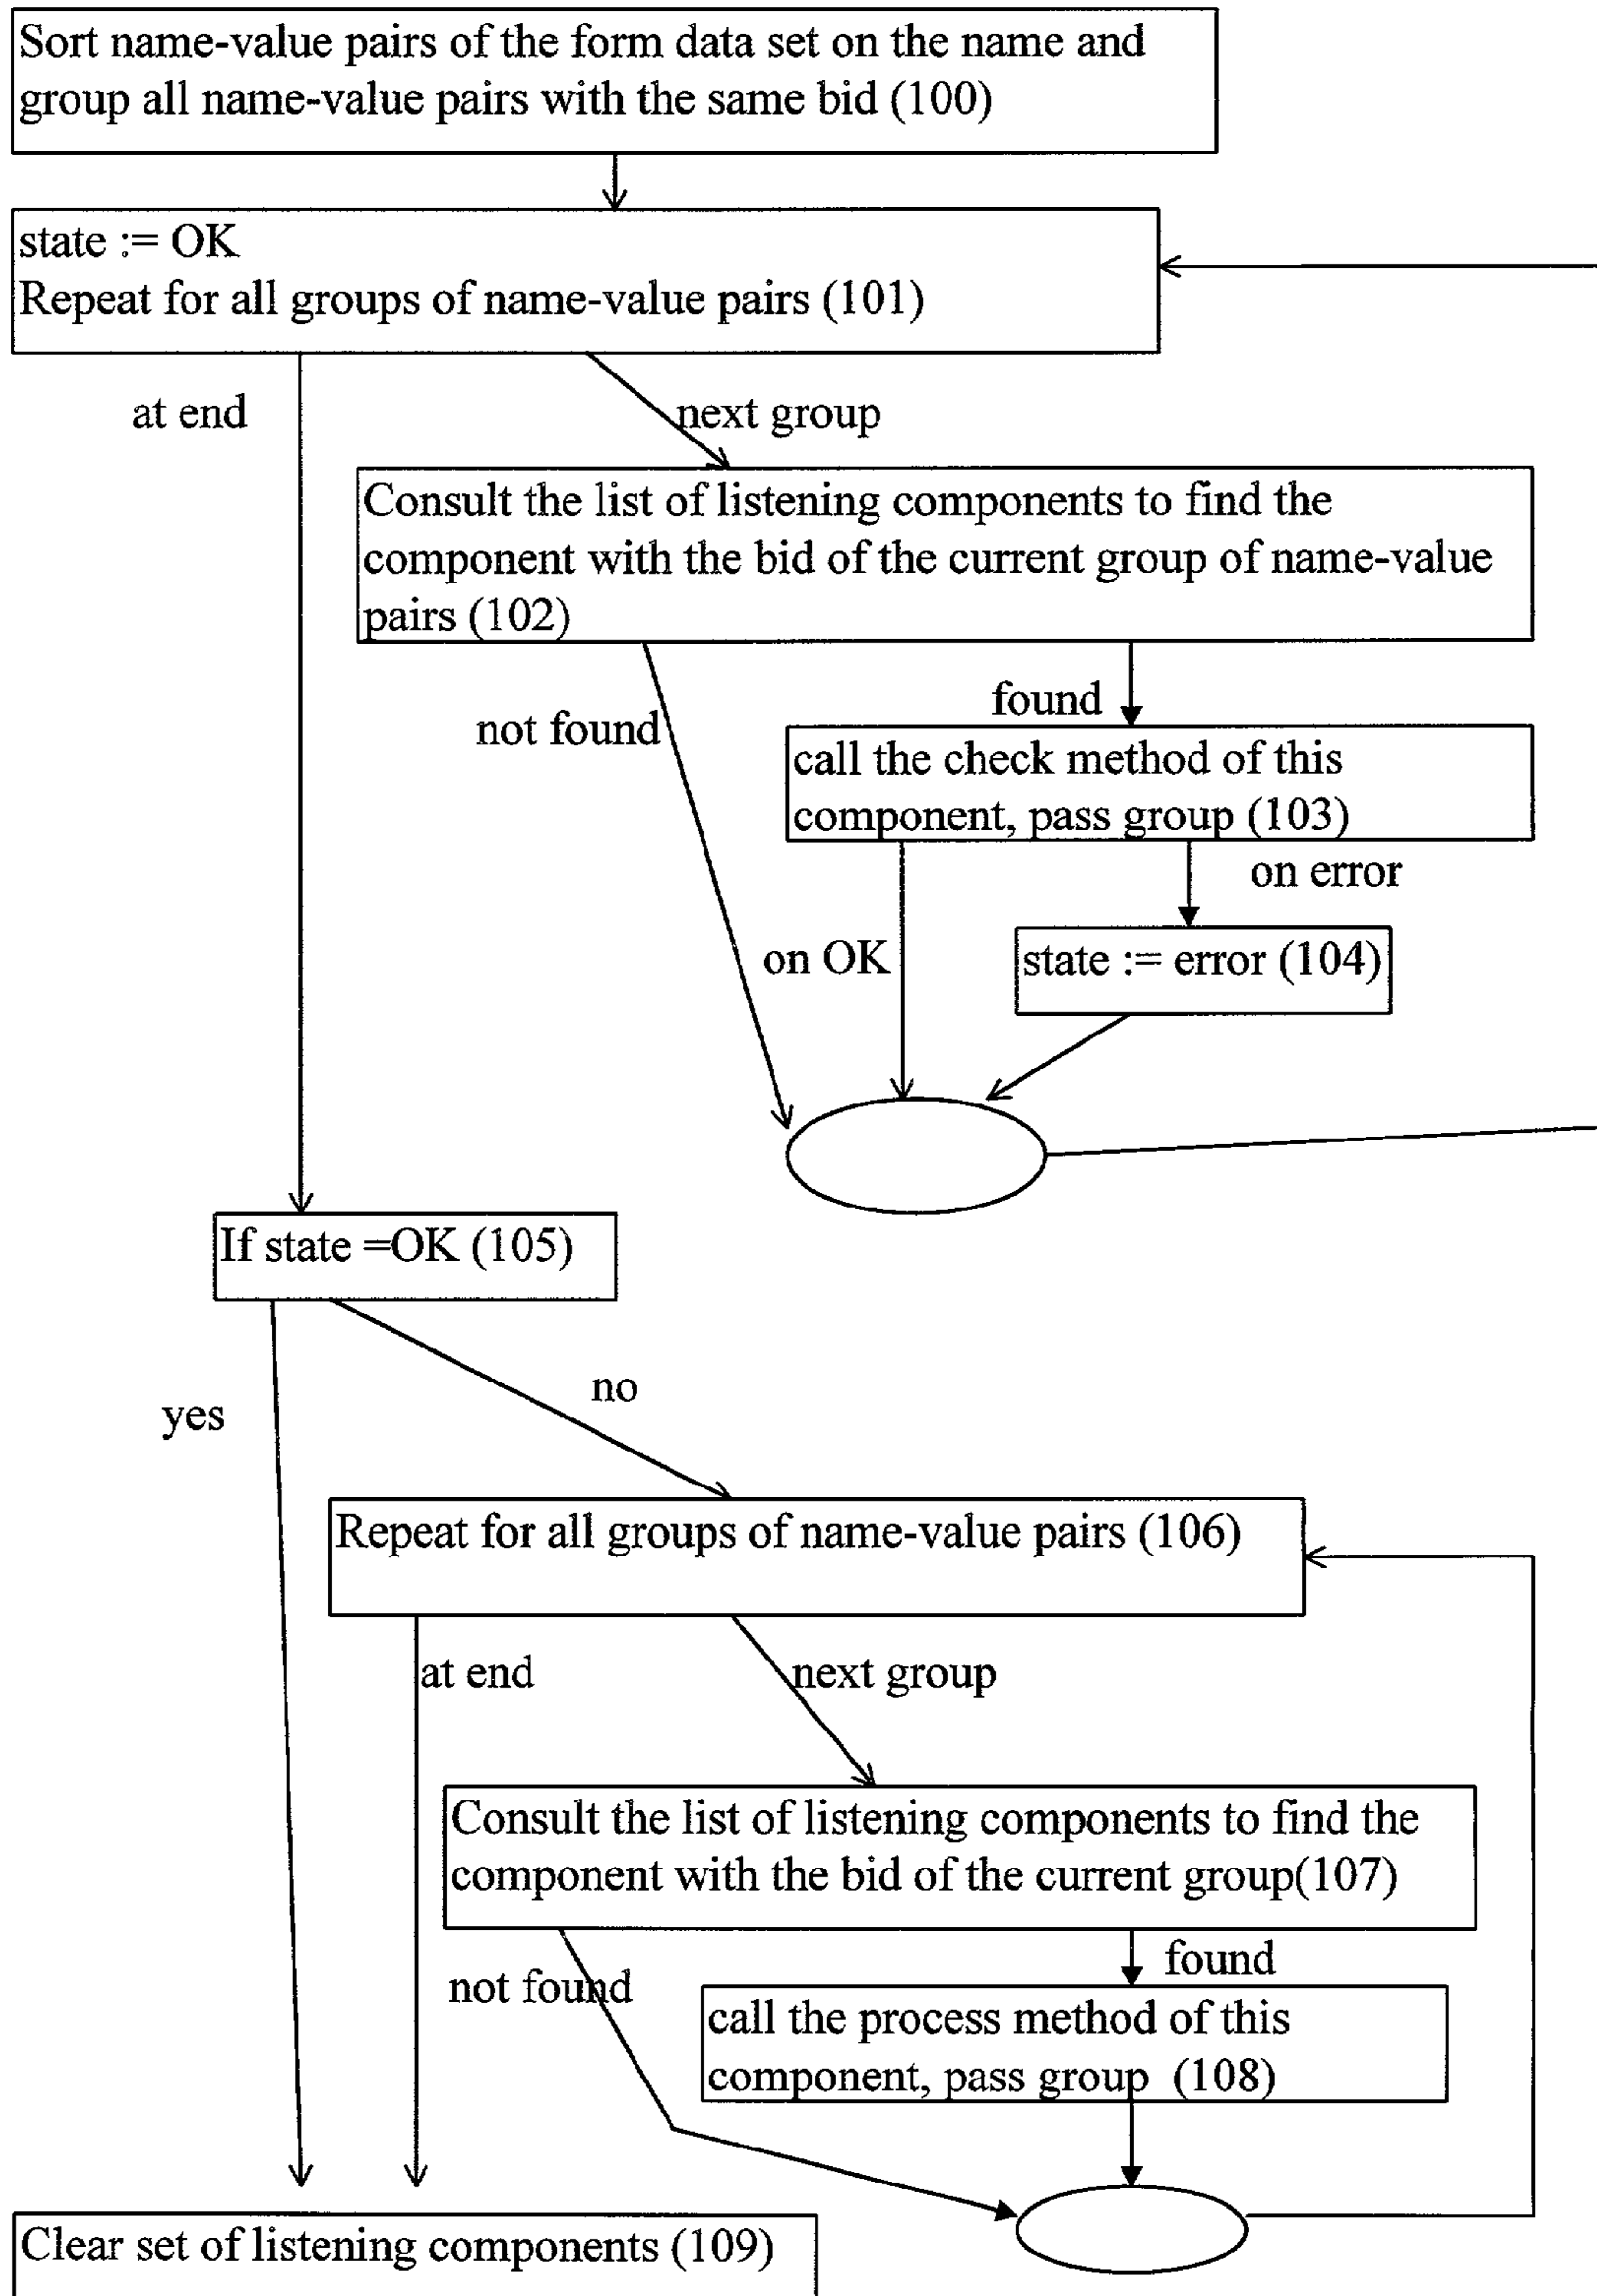 Sort name-value pairs of the form data set on the name and
group all name-value pairs with the same bid (100)
state := OK
Repeat for all groups of name-value pairs (101)
at end
next group
Consult the list of listening components to find the
component with the bid of the current group of name-value
pairs (102)
not found
found
call the check method of this
component, pass group (103)
on error
on OK
state := error (104)
If state =OK (105)
no
yes
Repeat for all groups of name-value pairs (106)
at end
next group
Consult the list of listening components to find the
component with the bid of the current group(107)
not found
found
call the process method of this
component, pass group (108)
Clear set of listening components (109)